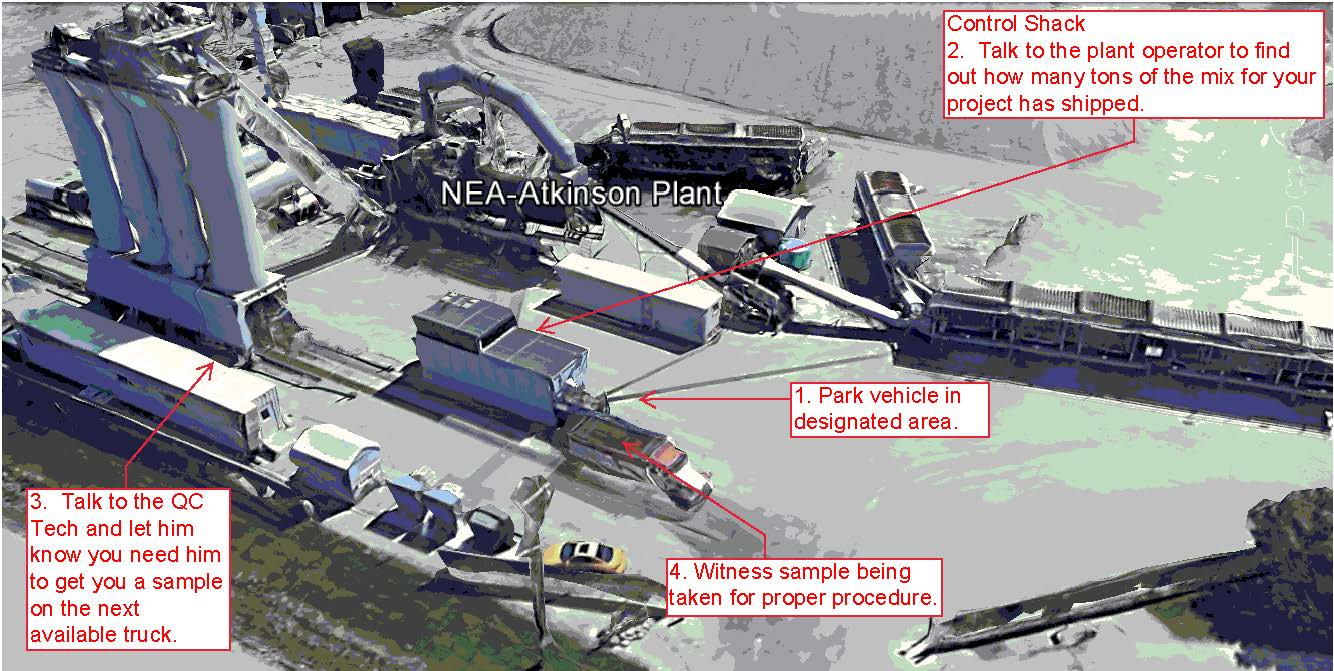 Control Shack
2.  Talk to the plant operator to find
out how many tons of the mix for your
project has shipped.
NEA-Atkinson Plant
1. Park vehicle in
designated area.
3.  Talk to the QC
Tech and let him
know you need him
to get you a sample
on the next
available truck.
4. Witness sample being
taken for proper procedure.